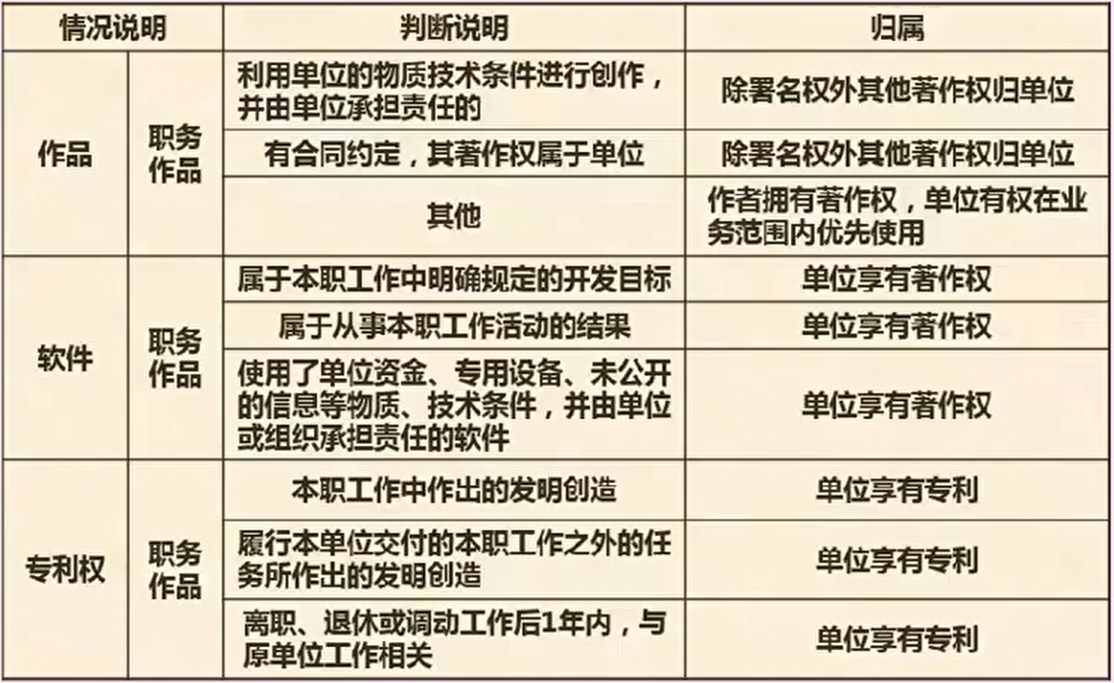 情况说明 判断说明 归属
作品
职务
作品
利用单位的物质技术条件进行创作，
并由单位承担责任的
除署名权外其他著作权归单位
有合同约定，其著作权属于单位
除署名权外其他著作权归单位
其他
作者拥有著作权，单位有权在业
务范围内优先使用
软件
职务
作品
属于本职工作中明确规定的开发目标
单位享有著作权
属于从事本职工作活动的结果
单位享有著作权
使用了单位资金、专用设备、未公开
的信息等物质、技术条件，并由单位
或组织承担责任的软件
单位享有著作权
专利权
职务
作品
本职工作中作出的发明创造
单位享有专利
履行本单位交付的本职工作之外的任
务所作出的发明创造
单位享有专利
离职、退休或调动工作后1年内，与
原单位工作相关
单位享有专利